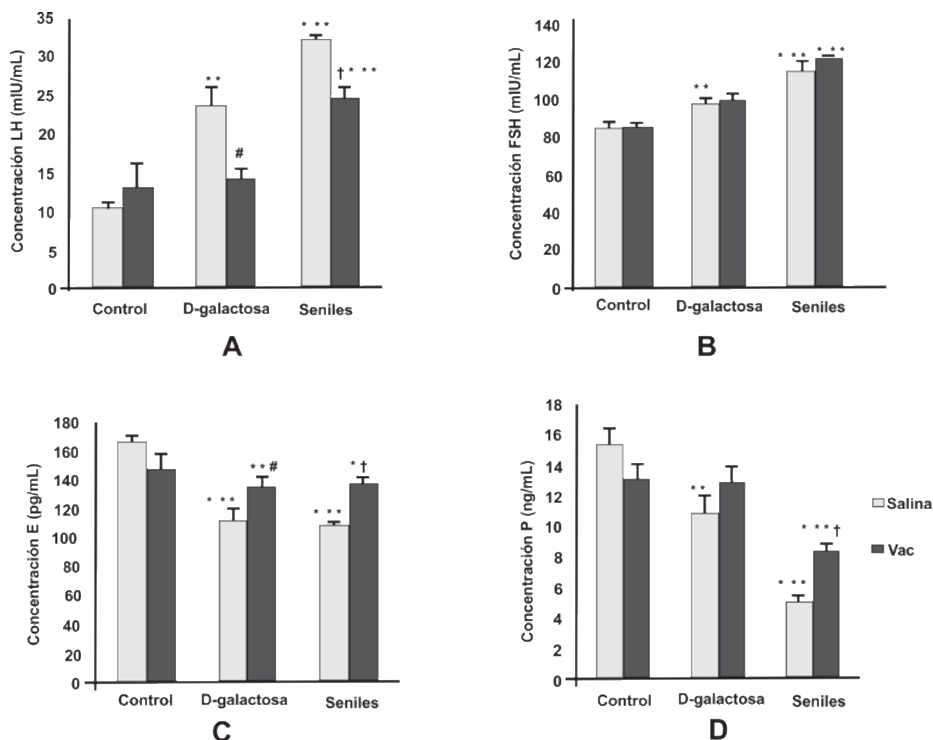 Concentración LH (mIU/mL)
35
30
25
20
15
10
5
0
* * *
* *
† * * *
#
Control D-galactosa Seniles
A
Concentración FSH (mIU/mL)
140
120
100
80
60
40
20
0
* * * * * *
* *
Control D-galactosa Seniles
B
Concentración E (pg/mL)
180
160
140
120
100
80
60
40
20
0
* * # * †
* * * * * *
Control D-galactosa Seniles
C
Concentración P (ng/mL)
18
16
14
12
10
8
6
4
2
0
* *
* * * †
* * *
Control D-galactosa Seniles
D
Salina
Vac